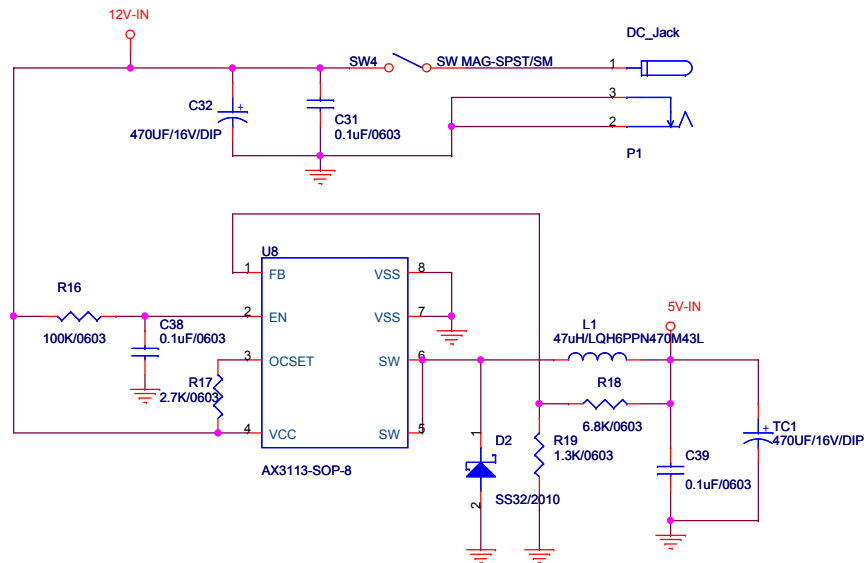 12V-IN
DC_Jack
SW4
SW MAG-SPST/SM
1
3
2
P1
C32
+
470UF/16V/DIP
C31
0.1uF/0603
U8
1
FB
VSS
8
R16
100K/0603
C38
0.1uF/0603
2
EN
VSS
7
5V-IN
L1
47uH/LQH6PPN470M43L
3
OCSET
SW
6
R17
2.7K/0603
R18
6.8K/0603
4
VCC
SW
5
AX3113-SOP-8
1
D2
2
SS32/2010
R19
1.3K/0603
+
TC1
470UF/16V/DIP
C39
0.1uF/0603